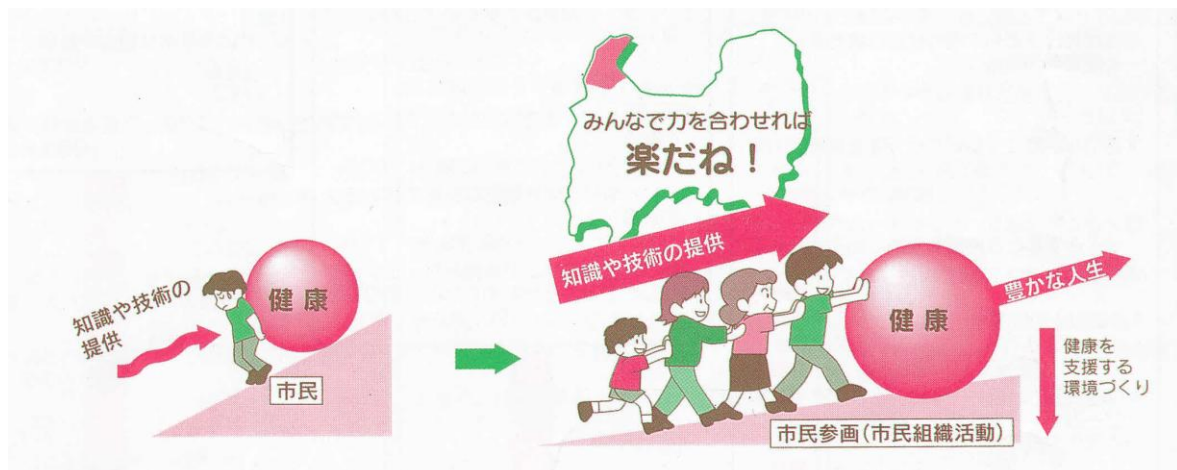 知識や技術の
提供
健康
市民
みんなで力を合わせれば
楽だね！
知識や技術の提供
健康
豊かな人生
健康を
支援する
環境づくり
市民参画(市民組織活動)